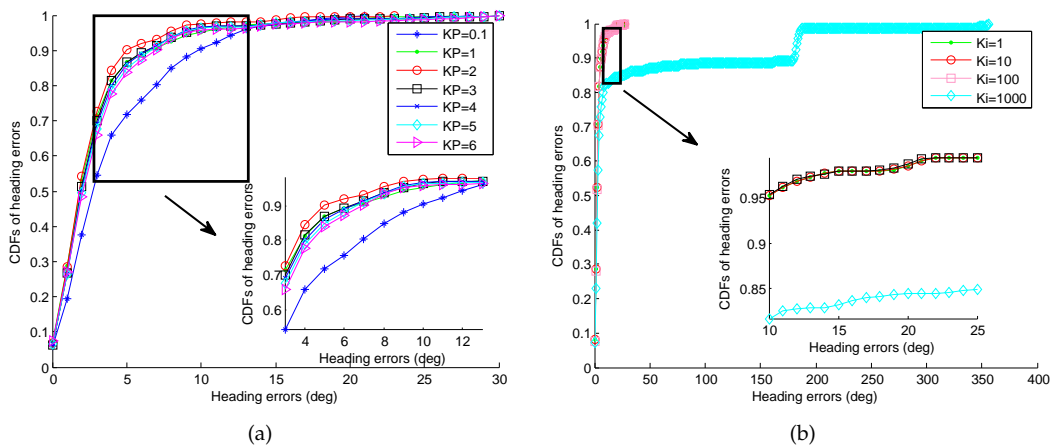 1
0.9
0.8
0.7
0.6
0.5
0.4
0.3
0.2
0.1
0
CDFs of heading errors
KP=0.1
KP=1
KP=2
KP=3
KP=4
KP=5
KP=6
0.9
0.8
0.7
0.6
CDFs of heading errors
4 6 8 10 12
Heading errors (deg)
0 5 10 15 20 25 30
Heading errors (deg)
(a)
1
0.9
0.8
0.7
0.6
0.5
0.4
0.3
0.2
0.1
0
CDFs of heading errors
Ki=1
Ki=10
Ki=100
Ki=1000
0.95
0.9
0.85
CDFs of heading errors
10 15 20 25
Heading errors (deg)
0 50 100 150 200 250 300 350 400
Heading errors (deg)
(b)